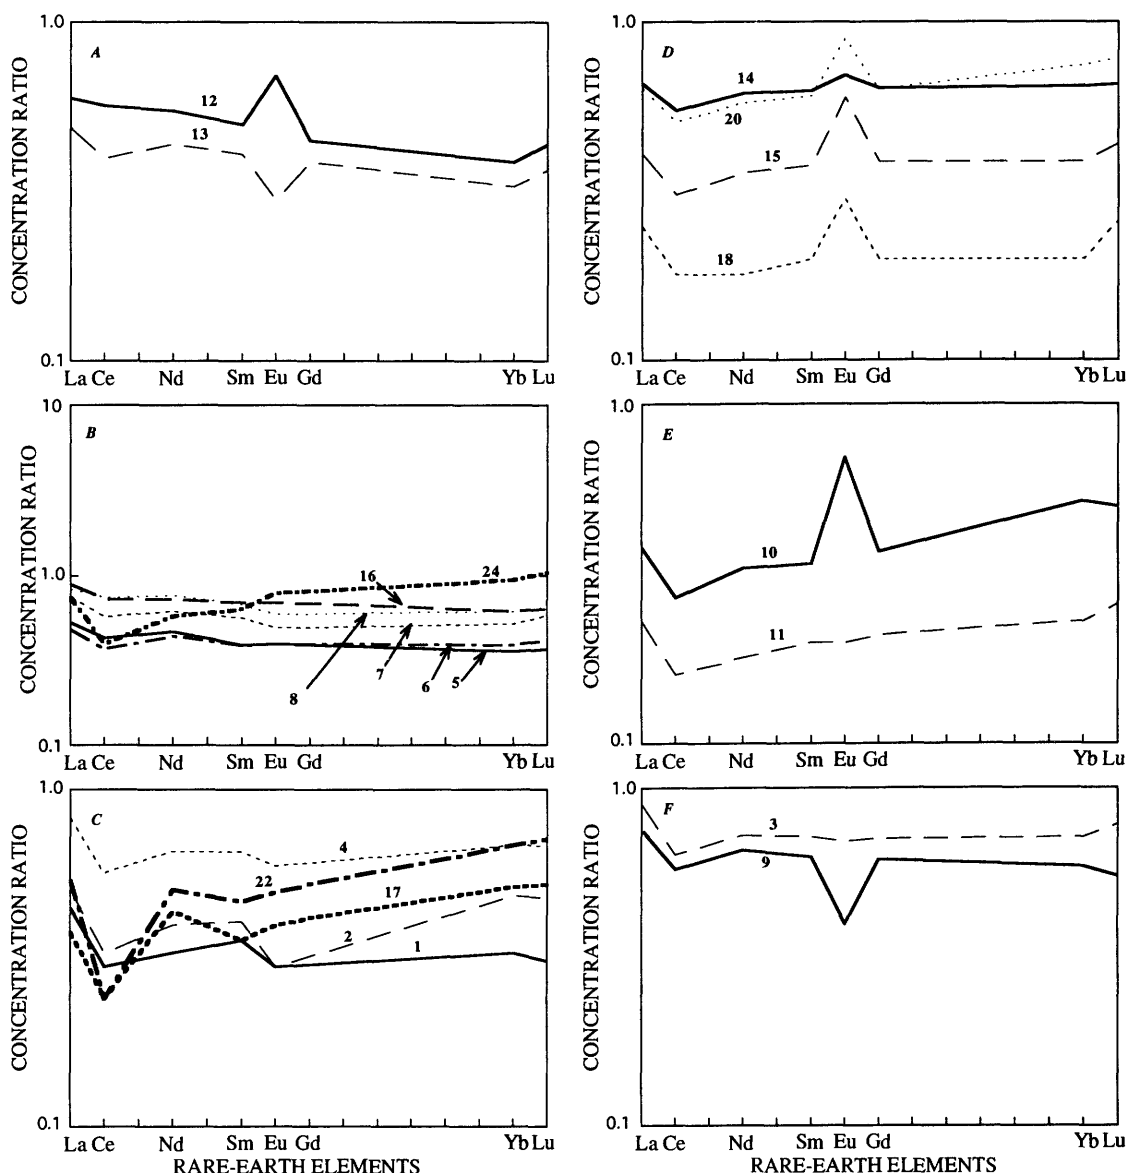 1.0
A
12
13
CONCENTRATION RATIO
0.1
La Ce Nd Sm Eu Gd Yb Lu
1.0
D
14
20
15
18
CONCENTRATION RATIO
0.1
La Ce Nd Sm Eu Gd Yb Lu
10
B
CONCENTRATION RATIO
1.0
16
24
8
7
6
5
0.1
La Ce Nd Sm Eu Gd Yb Lu
1.0
E
10
11
CONCENTRATION RATIO
0.1
La Ce Nd Sm Eu Gd Yb Lu
1.0
C
4
22
17
2
1
CONCENTRATION RATIO
0.1
La Ce Nd Sm Eu Gd Yb Lu
RARE-EARTH ELEMENTS
1.0
F
3
9
CONCENTRATION RATIO
0.1
La Ce Nd Sm Eu Gd Yb Lu
RARE-EARTH ELEMENTS